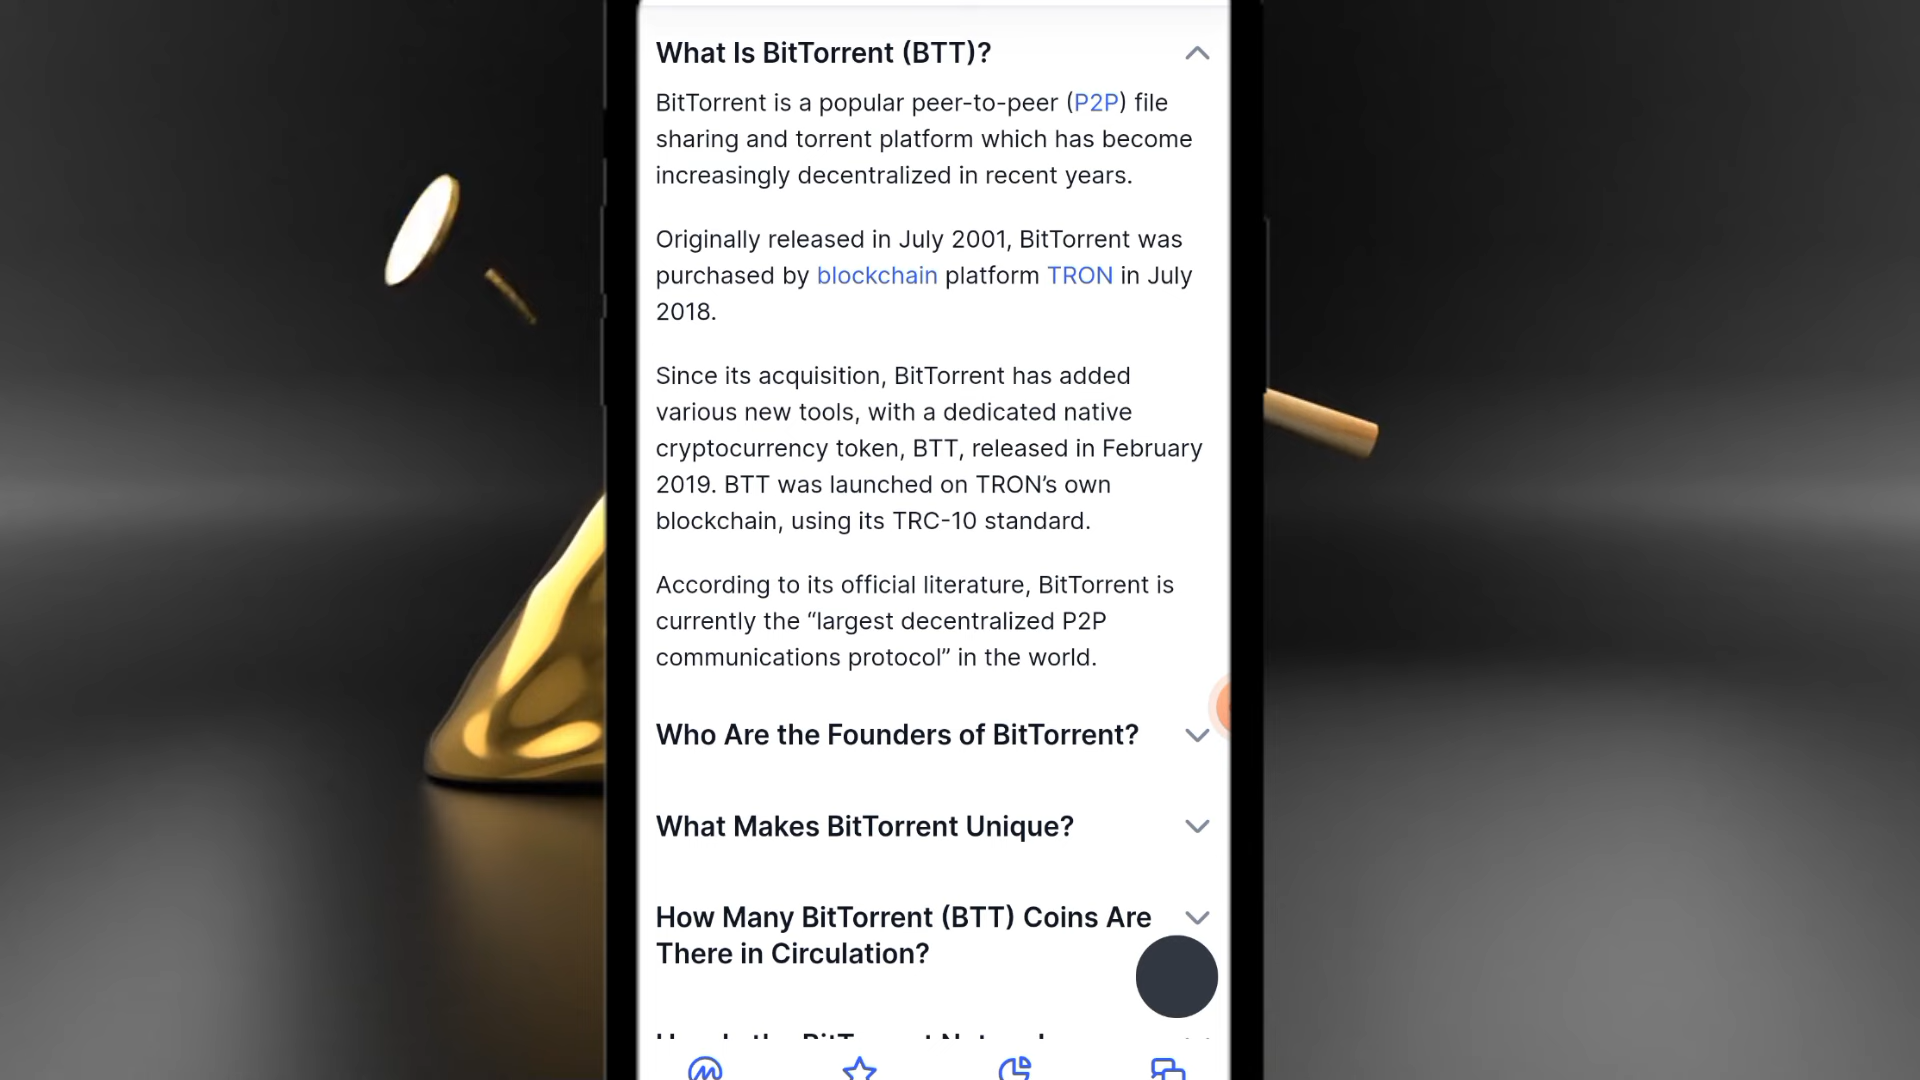 What Is BitTorrent (BTT)?
BitTorrent is a popular peer-to-peer (P2P) file
sharing and torrent platform which has become
increasingly decentralized in recent years.
Originally released in July 2001, BitTorrent was
purchased by blockchain platform TRON in July
2018.
Since its acquisition, BitTorrent has added
various new tools, with a dedicated native
cryptocurrency token, BTT, released in February
2019. BTT was launched on TRON’s own
blockchain, using its TRC-10 standard.
According to its official literature, BitTorrent is
currently the “largest decentralized P2P
communications protocol” in the world.
Who Are the Founders of BitTorrent?
What Makes BitTorrent Unique?
How Many BitTorrent (BTT) Coins Are
There in Circulation?